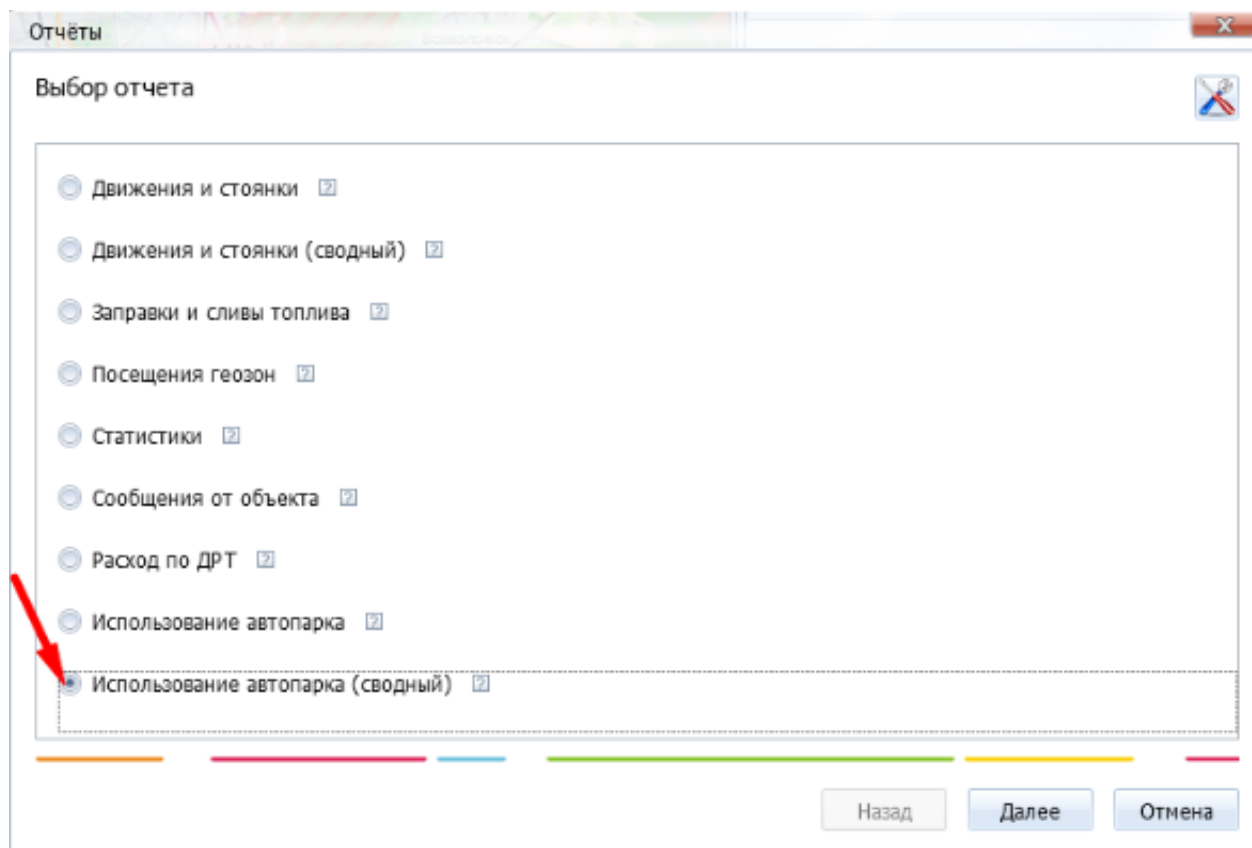 Отчёты
Выбор отчета
Движения и стоянки ?
Движения и стоянки (сводный) ?
Заправки и сливы топлива ?
Посещения геозон ?
Статистики ?
Сообщения от объекта ?
Расход по ДРТ ?
Использование автопарка ?
Использование автопарка (сводный) ?
Назад Далее Отмена